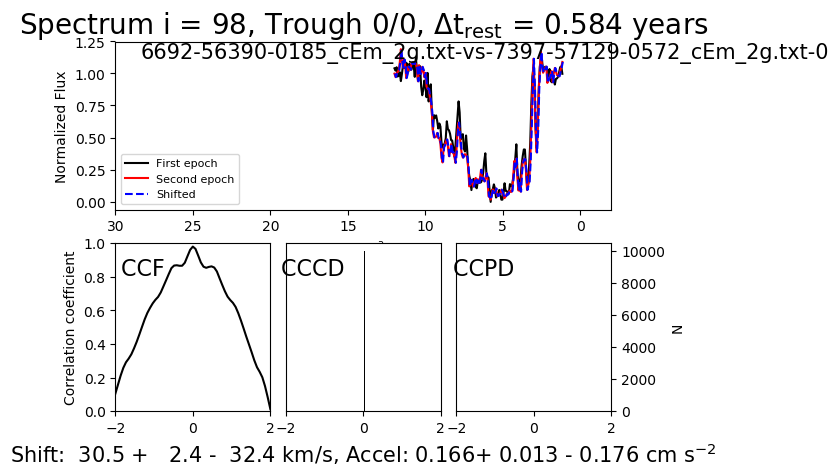 Spectrum i = 98, Trough 0/0, Δt_rest = 0.584 years
6692-56390-0185_cEm_2g.txt-vs-7397-57129-0572_cEm_2g.txt-0
1.25
1.00
0.75
0.50
0.25
0.00
Normalized Flux
First epoch
Second epoch
Shifted
30 25 20 15 10 5 0
1.0
0.8
0.6
0.4
0.2
0.0
Correlation coefficient
CCF
−2 0 2
CCCD
−2 0 2
CCPD
−2 0 2
10000
8000
6000
4000
2000
0
N
Shift: 30.5 + 2.4 - 32.4 km/s, Accel: 0.166+ 0.013 - 0.176 cm s⁻²